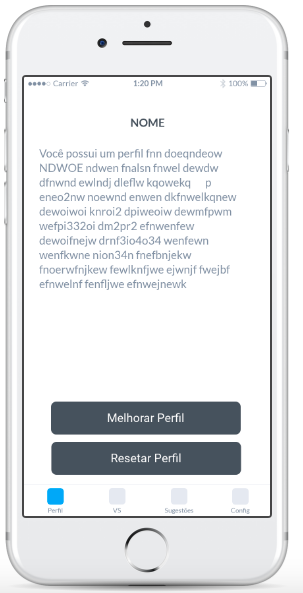 Carrier 1:20 PM 100%
NOME
Você possui um perfil fnn doeqndeow
NDWOE ndwen fnalsn fnwel dewdw
dfnwnd ewlndj dleflw kqowekq p
eneo2nw noewnd enwen dkfnwelkqnew
dewoiwoi knroi2 dpiweoiw dewmfpwm
wefpi332oi dm2pr2 efnwenfew
dewoifnejw drnf3io4o34 wenfewn
wenfkwne nion34n fnefbnjekw
fnoerwfnjkew fewlknfjwe ejwnjf fwejbf
efnwelnf fenfljwe efnwejnewk
Melhorar Perfil
Resetar Perfil
Perfil VS Sugestões Config